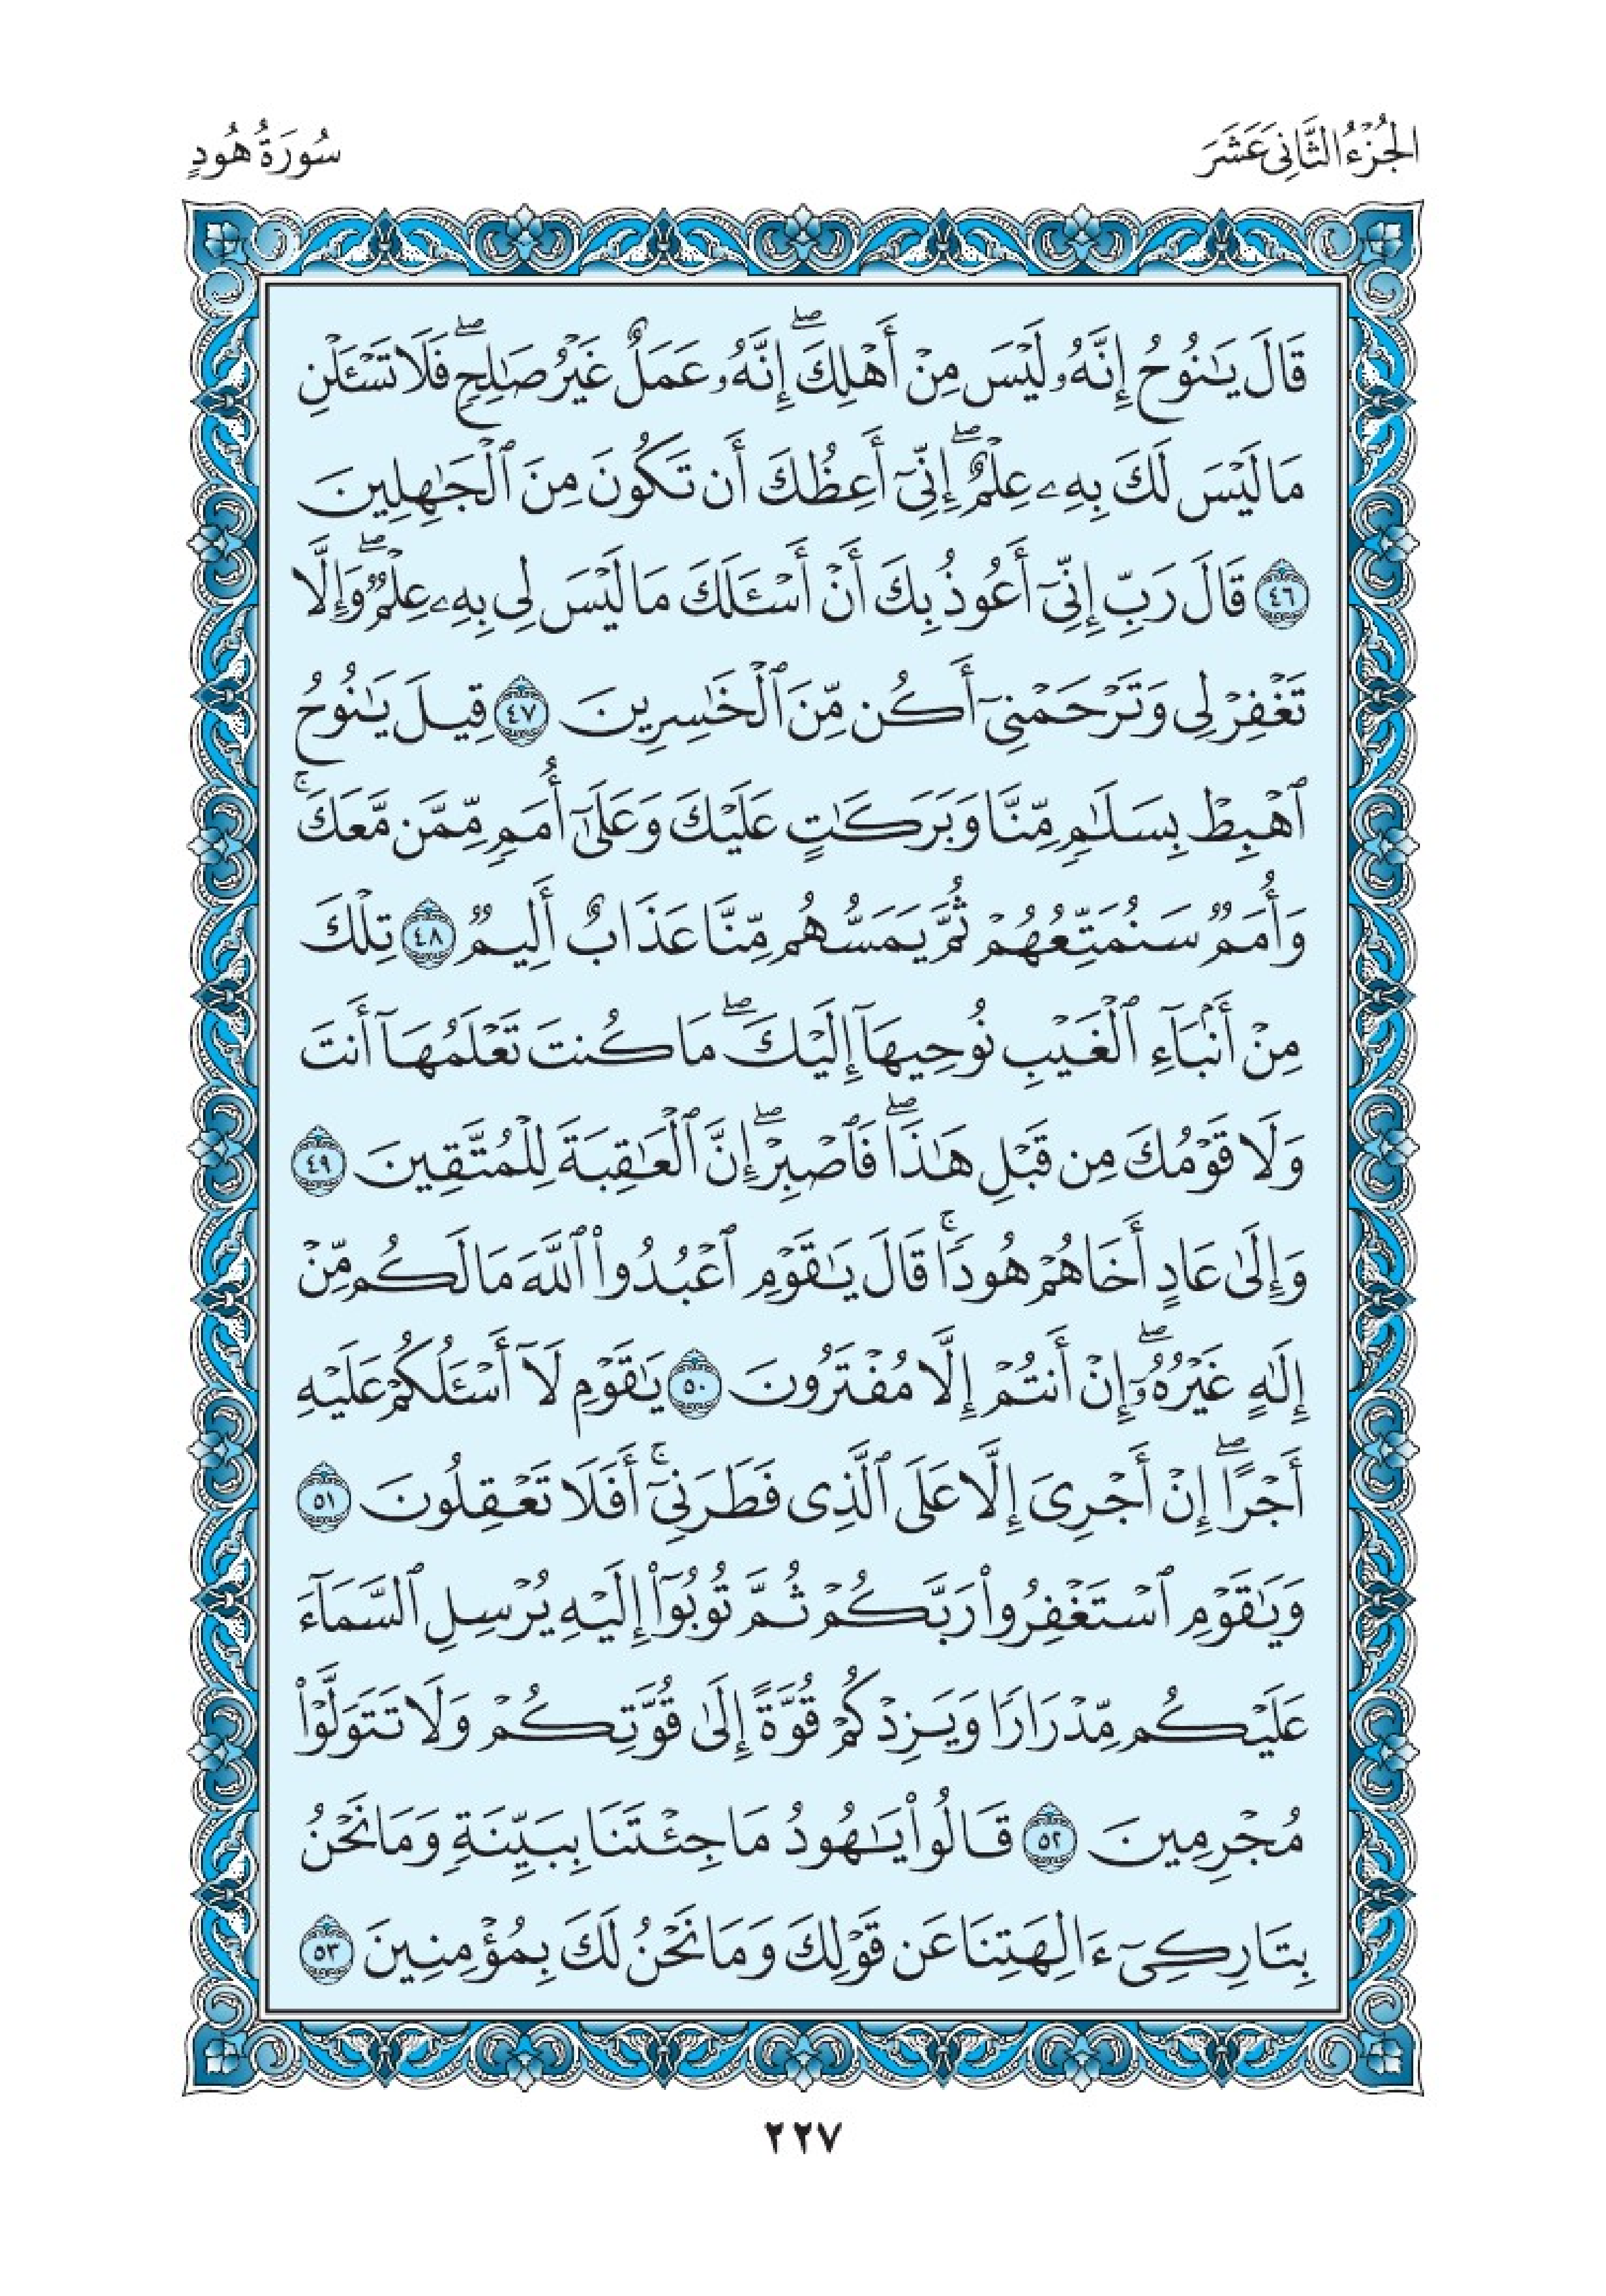 الجُزْءُ الثَّانِي عَشَرَ
سُورَةُ هُودٍ
قَالَ يَٰنُوحُ إِنَّهُۥ لَيْسَ مِنْ أَهْلِكَ ۖ إِنَّهُۥ عَمَلٌ غَيْرُ صَٰلِحٍ ۖ فَلَا تَسْـَٔلْنِ
مَا لَيْسَ لَكَ بِهِۦ عِلْمٌ ۖ إِنِّىٓ أَعِظُكَ أَن تَكُونَ مِنَ ٱلْجَٰهِلِينَ
٤٦ قَالَ رَبِّ إِنِّىٓ أَعُوذُ بِكَ أَنْ أَسْـَٔلَكَ مَا لَيْسَ لِى بِهِۦ عِلْمٌ ۖ وَإِلَّا
تَغْفِرْ لِى وَتَرْحَمْنِىٓ أَكُن مِّنَ ٱلْخَٰسِرِينَ ٤٧ قِيلَ يَٰنُوحُ
ٱهْبِطْ بِسَلَٰمٍ مِّنَّا وَبَرَكَٰتٍ عَلَيْكَ وَعَلَىٰٓ أُمَمٍ مِّمَّن مَّعَكَ ۚ
وَأُمَمٌ سَنُمَتِّعُهُمْ ثُمَّ يَمَسُّهُم مِّنَّا عَذَابٌ أَلِيمٌ ٤٨ تِلْكَ
مِنْ أَنۢبَآءِ ٱلْغَيْبِ نُوحِيهَآ إِلَيْكَ ۖ مَا كُنتَ تَعْلَمُهَآ أَنتَ
وَلَا قَوْمُكَ مِن قَبْلِ هَٰذَا ۖ فَٱصْبِرْ ۖ إِنَّ ٱلْعَٰقِبَةَ لِلْمُتَّقِينَ ٤٩
وَإِلَىٰ عَادٍ أَخَاهُمْ هُودًا ۚ قَالَ يَٰقَوْمِ ٱعْبُدُوا۟ ٱللَّهَ مَا لَكُم مِّنْ
إِلَٰهٍ غَيْرُهُۥٓ ۖ إِنْ أَنتُمْ إِلَّا مُفْتَرُونَ ٥٠ يَٰقَوْمِ لَآ أَسْـَٔلُكُمْ عَلَيْهِ
أَجْرًا ۖ إِنْ أَجْرِىَ إِلَّا عَلَى ٱلَّذِى فَطَرَنِىٓ ۚ أَفَلَا تَعْقِلُونَ ٥١
وَيَٰقَوْمِ ٱسْتَغْفِرُوا۟ رَبَّكُمْ ثُمَّ تُوبُوٓا۟ إِلَيْهِ يُرْسِلِ ٱلسَّمَآءَ
عَلَيْكُم مِّدْرَارًا وَيَزِدْكُمْ قُوَّةً إِلَىٰ قُوَّتِكُمْ وَلَا تَتَوَلَّوْا۟
مُجْرِمِينَ ٥٢ قَالُوا۟ يَٰهُودُ مَا جِئْتَنَا بِبَيِّنَةٍ وَمَا نَحْنُ
بِتَارِكِىٓ ءَالِهَتِنَا عَن قَوْلِكَ وَمَا نَحْنُ لَكَ بِمُؤْمِنِينَ ٥٣
٢٢٧